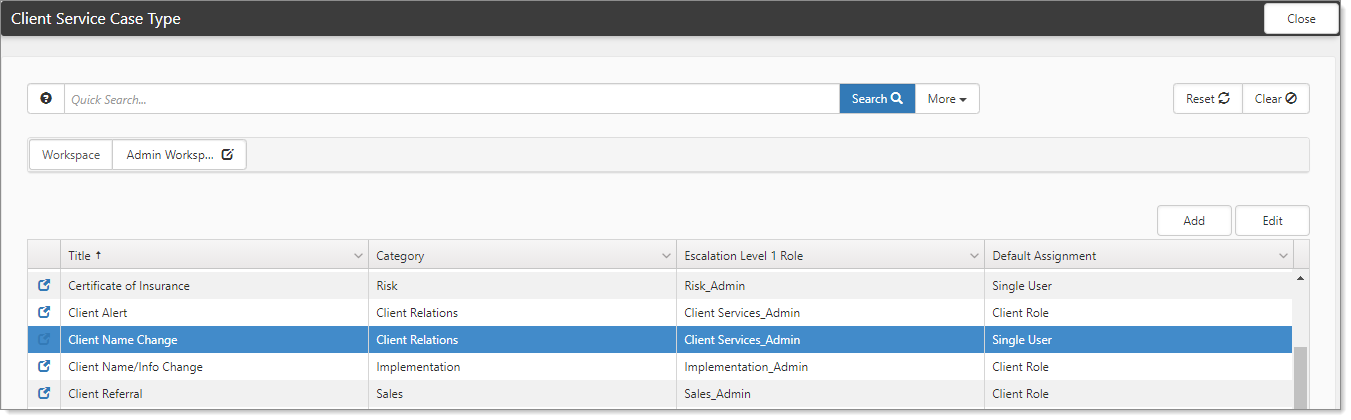 Client Service Case Type Close
Quick Search... Search More Reset Clear
Workspace Admin Worksp...
Add Edit
Title Category Escalation Level 1 Role Default Assignment
Certificate of Insurance Risk Risk_Admin Single User
Client Alert Client Relations Client Services_Admin Client Role
Client Name Change Client Relations Client Services_Admin Single User
Client Name/Info Change Implementation Implementation_Admin Client Role
Client Referral Sales Sales_Admin Client Role